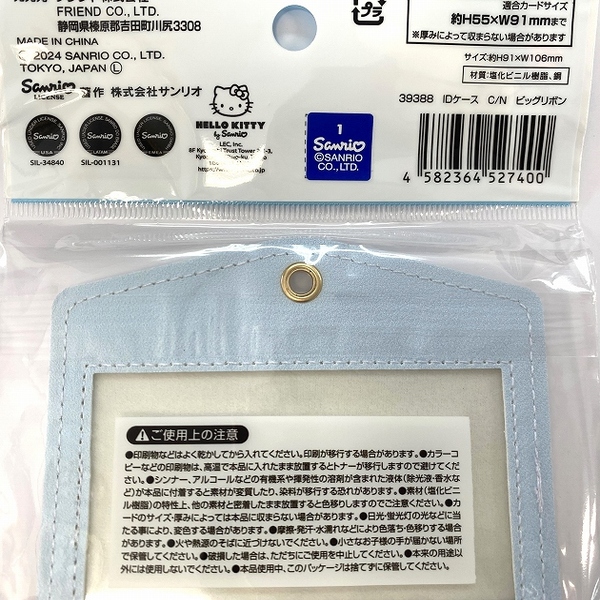 FRIEND CO., LTD.
静岡県榛原郡吉田町川尻3308
MADE IN CHINA
©2024 SANRIO CO., LTD.
TOKYO, JAPAN Ⓛ
Sanrio 著作 株式会社サンリオ
LICENSE
Sanrio
USA
SIL-34840
Sanrio
LATAM
SIL-001131
Sanrio
EMEA
HELLO KITTY
by Sanrio
LEC, Inc.
1
Sanrio
©SANRIO
CO., LTD.
プラ
適合カードサイズ
約H55×W91mmまで
※厚みによって収まらない場合があります
サイズ:約H91×W106mm
材質:塩化ビニル樹脂、鋼
39388 IDケース C/N ビッグリボン
4 582364 527400
ご使用上の注意
●印刷物などはよく乾かしてから入れてください。印刷が移行する場合があります。●カラーコ
ピーなどの印刷物は、高温で本品に入れたまま放置するとトナーが移行しますので避けてくだ
さい。●シンナー、アルコールなどの有機系や揮発性の溶剤が含まれた液体(除光液・香水な
ど)が本品に付着すると素材が変質したり、染料が移行する恐れがあります。●素材(塩化ビニ
ル樹脂)の特性上、他の素材と密着したまま放置すると色移りしますのでご注意ください。●カ
ードのサイズ・厚みによっては本品に収まらない場合があります。●日光・蛍光灯の光などに当
たる事により、変色する場合があります。●摩擦・発汗・水濡れなどにより色落ち・色移りする場合
があります。●火や熱源のそばに近づけないでください。●小さなお子様の手が届かない場所
で保管してください。●破損した場合は、ただちにご使用を中止してください。●本来の用途以
外には使用しないでください。●本品使用中、このパッケージは捨てずに保管してください。